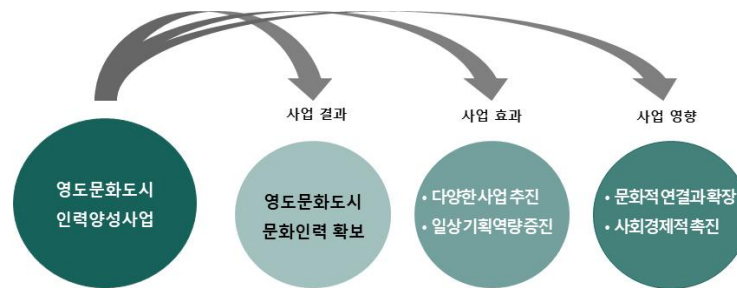 사업 결과
사업 효과
사업 영향
영도문화도시
인력양성사업
영도문화도시
문화인력 확보
• 다양한 사업 추진
• 일상 기획역량 증진
• 문화적 연결과 확장
• 사회경제적 촉진